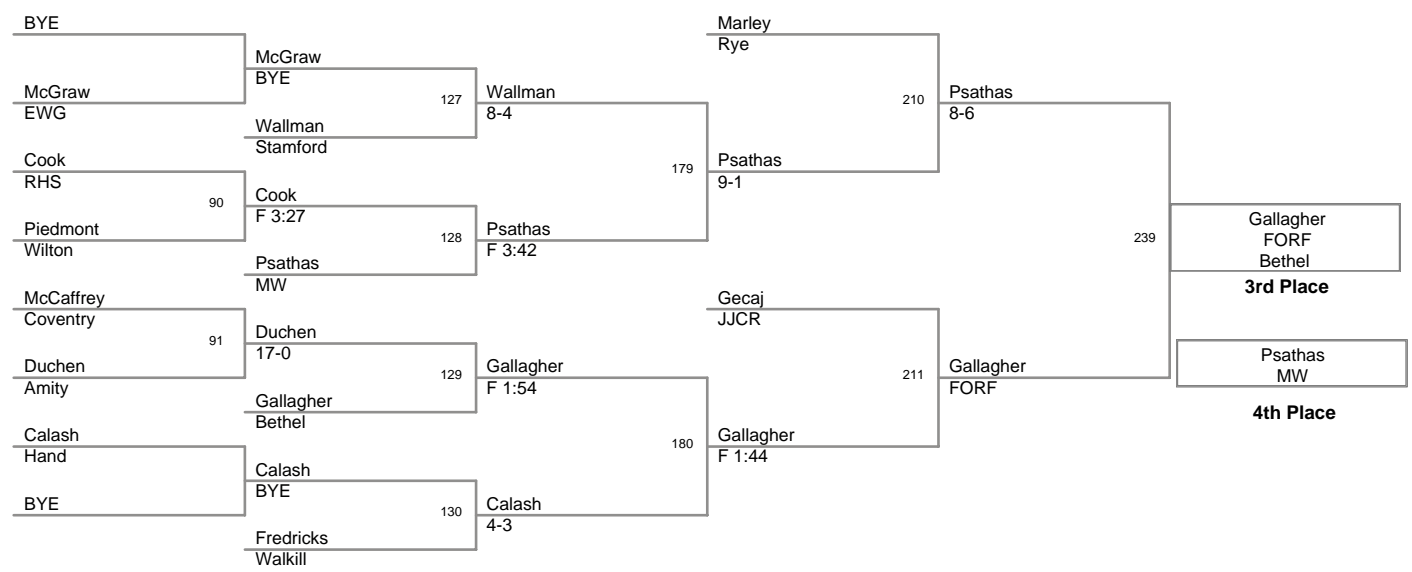 BYE
McGraw
EWG
Cook
RHS
90
Piedmont
Wilton
McCaffrey
Coventry
91
Duchen
Amity
Calash
Hand
BYE
McGraw
BYE
127
Wallman
Stamford
Cook
F 3:27
128
Psathas
MW
Duchen
17-0
129
Gallagher
Bethel
Calash
BYE
130
Fredricks
Walkill
Wallman
8-4
179
Psathas
F 3:42
Gallagher
F 1:54
180
Calash
4-3
Marley
Rye
210
Psathas
9-1
Gecaj
JJCR
211
Gallagher
F 1:44
Psathas
8-6
239
Gallagher
FORF
Gallagher
FORF
Bethel
3rd Place
Psathas
MW
4th Place